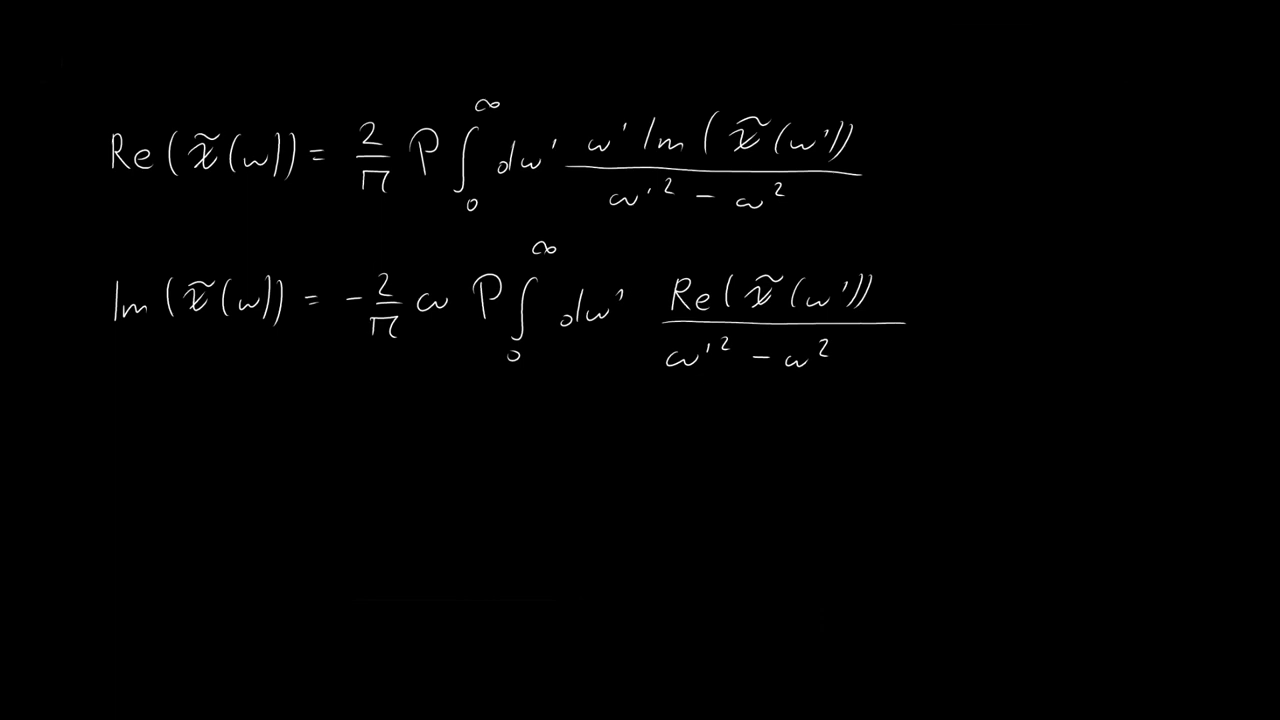 Re(χ̃(ω)) = 2/π P∫₀^∞ dω' ω' Im(χ̃(ω')) / (ω'² − ω²)
Im(χ̃(ω)) = −2/π ω P∫₀^∞ dω' Re(χ̃(ω')) / (ω'² − ω²)